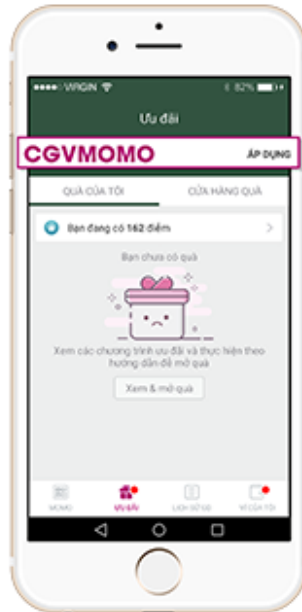 VIRGIN 82%
Ưu đãi
CGVMOMO ÁP DỤNG
QUÀ CỦA TÔI CỬA HÀNG QUÀ
Bạn đang có 162 điểm
Bạn chưa có quà
Xem các chương trình ưu đãi và thực hiện theo
hướng dẫn để mở quà
Xem & mở quà
MOMO ƯU ĐÃI LỊCH SỬ GD VÍ CỦA TÔI